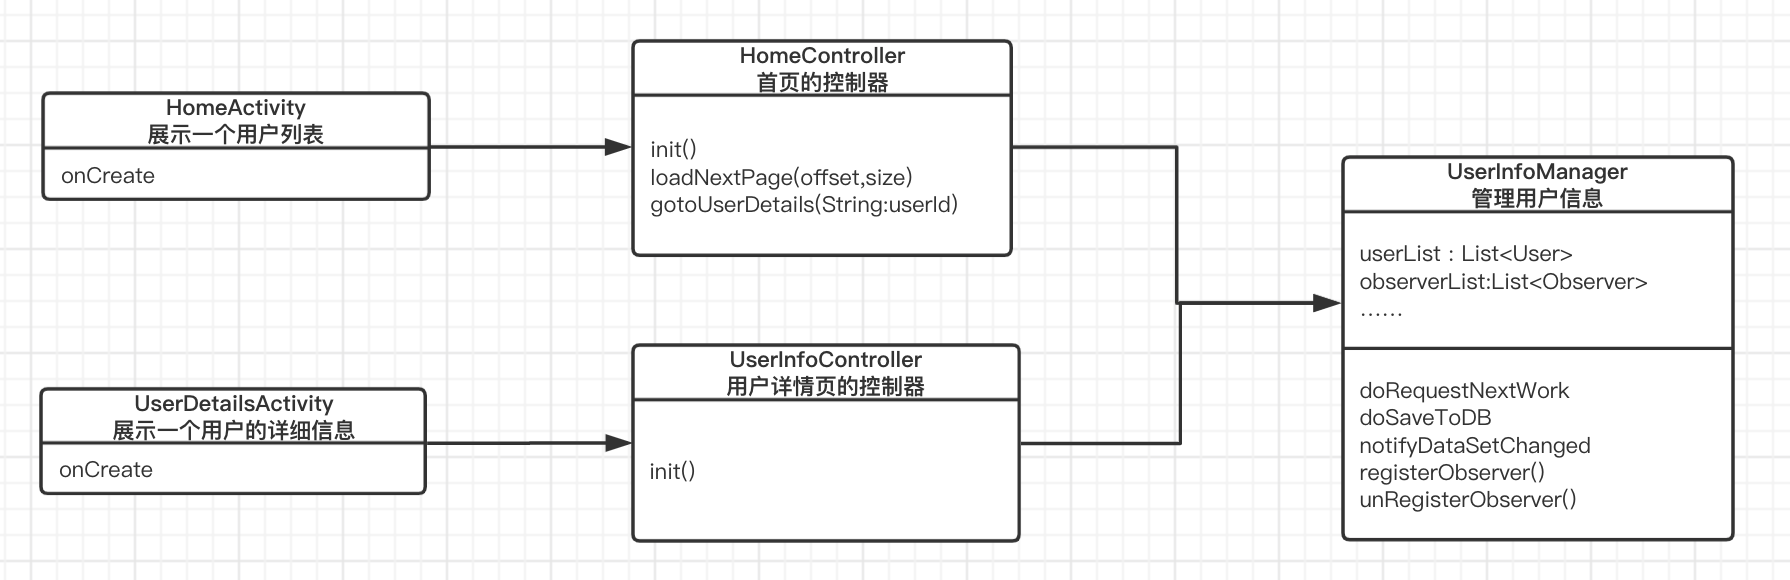 HomeActivity
展示一个用户列表
onCreate
HomeController
首页的控制器
init()
loadNextPage(offset,size)
gotoUserDetails(String:userId)
UserDetailsActivity
展示一个用户的详细信息
onCreate
UserInfoController
用户详情页的控制器
init()
UserInfoManager
管理用户信息
userList：List<User>
observerList:List<Observer>
……
doRequestNextWork
doSaveToDB
notifyDataSetChanged
registerObserver()
unRegisterObserver()